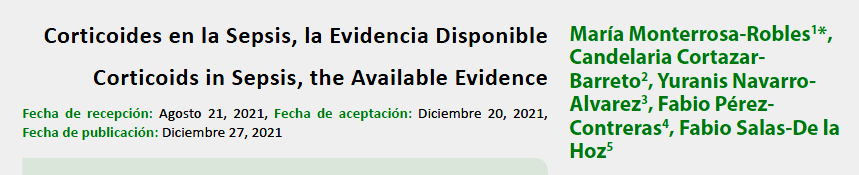 Corticoides en la Sepsis, la Evidencia Disponible
Corticoids in Sepsis, the Available Evidence
Fecha de recepción: Agosto 21, 2021, Fecha de aceptación: Diciembre 20, 2021,
Fecha de publicación: Diciembre 27, 2021
María Monterrosa-Robles1*,
Candelaria Cortazar-
Barreto2, Yuranis Navarro-
Alvarez3, Fabio Pérez-
Contreras4, Fabio Salas-De la
Hoz5